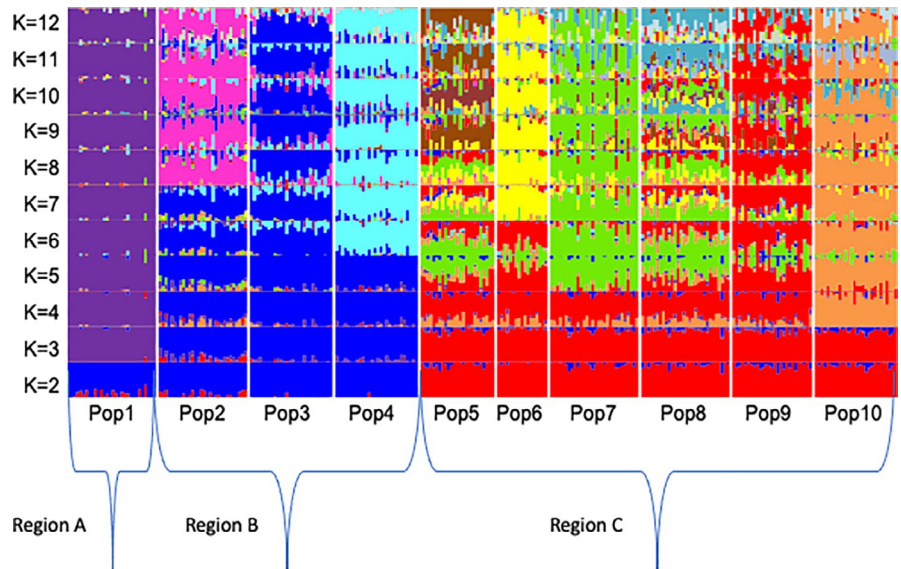 K=12
K=11
K=10
K=9
K=8
K=7
K=6
K=5
K=4
K=3
K=2
Pop1 Pop2 Pop3 Pop4 Pop5 Pop6 Pop7 Pop8 Pop9 Pop10
Region A Region B Region C